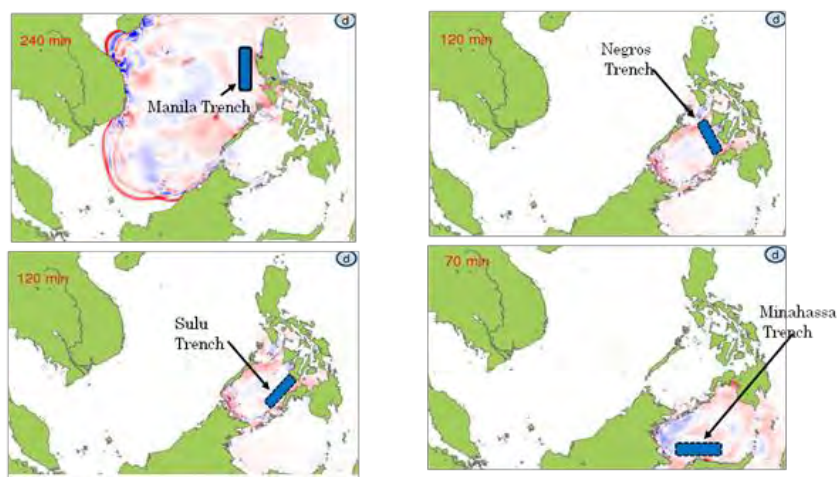 240 min
d
Manila Trench
120 min
d
Negros
Trench
120 min
d
Sulu
Trench
70 min
d
Minahassa
Trench